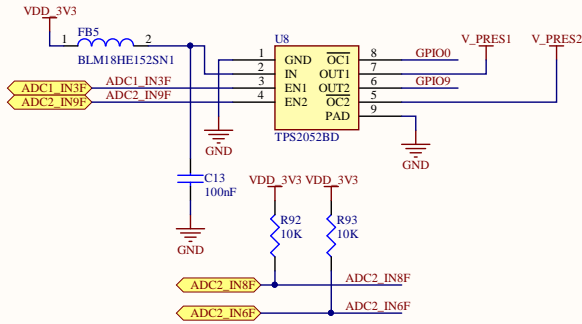 VDD_3V3
FB5
1 2
BLM18HE152SN1
U8
1 GND OC1 8 GPIO0
2 IN OUT1 7
3 EN1 OUT2 6 GPIO9
4 EN2 OC2 5
PAD 9
TPS2052BD
V_PRES1
V_PRES2
ADC1_IN3F ADC1_IN3F
ADC2_IN9F ADC2_IN9F
GND
GND
C13
100nF
GND
VDD_3V3 VDD_3V3
R92
10K
R93
10K
ADC2_IN8F ADC2_IN8F
ADC2_IN6F ADC2_IN6F